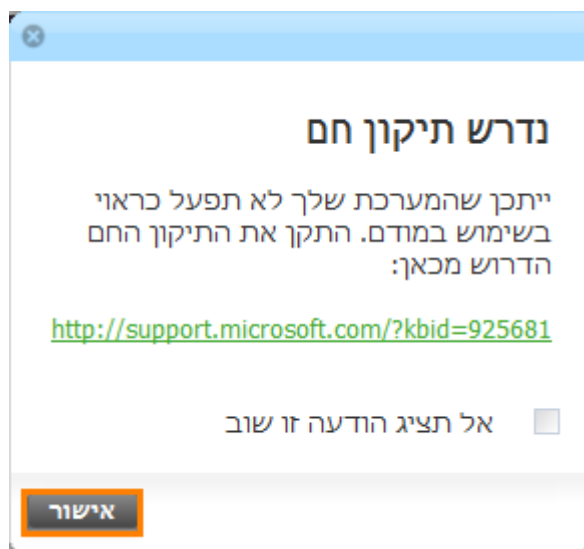 נדרש תיקון חם
ייתכן שהמערכת שלך לא תפעל כראוי
בשימוש במודם. התקן את התיקון החם
הדרוש מכאן:
http://support.microsoft.com/?kbid=925681
אל תציג הודעה זו שוב
אישור